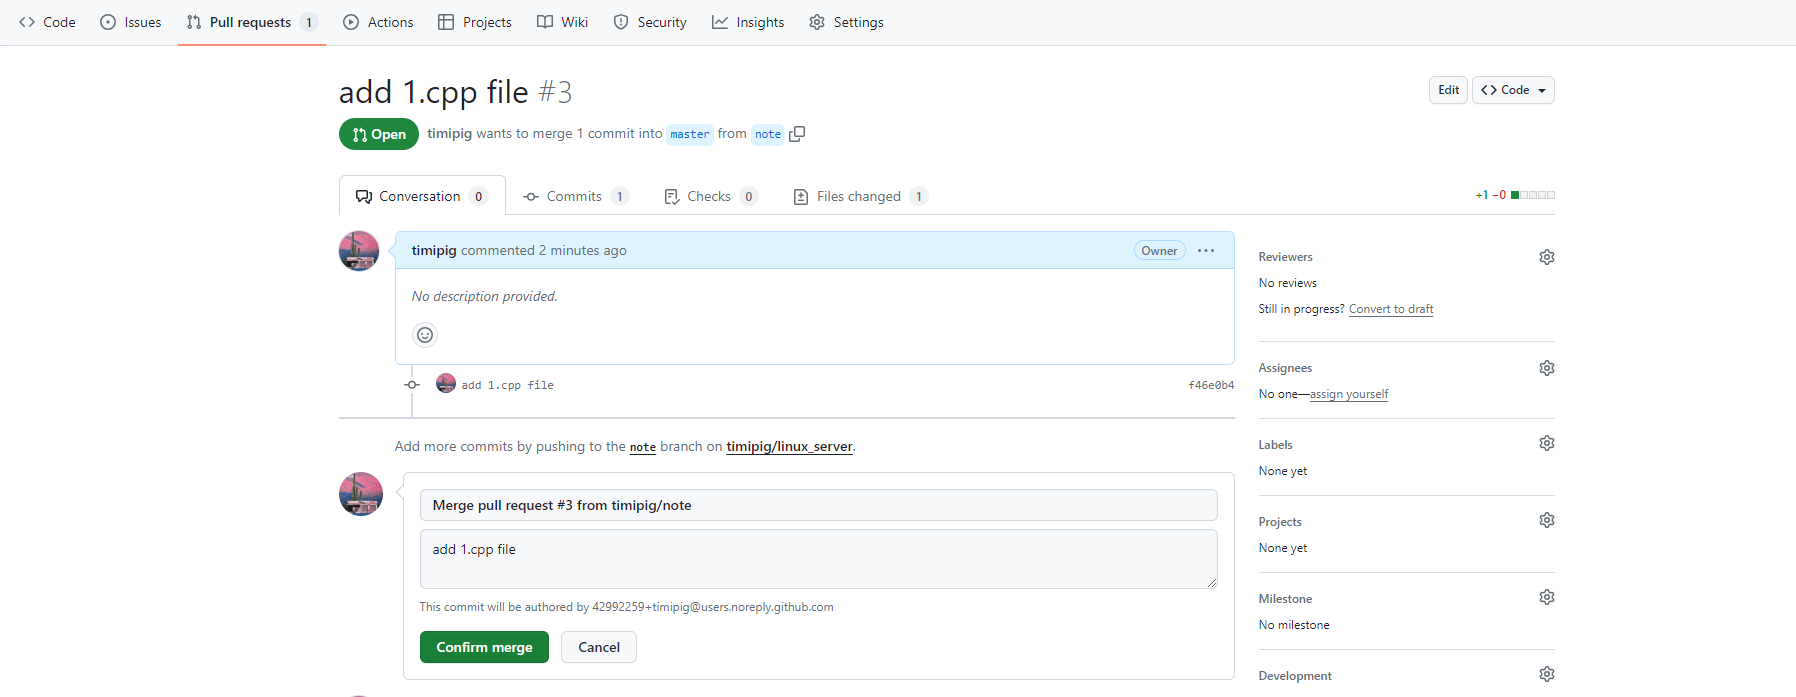 Code Issues Pull requests 1 Actions Projects Wiki Security Insights Settings
add 1.cpp file #3
Edit Code
Open timipig wants to merge 1 commit into master from note
Conversation 0 Commits 1 Checks 0 Files changed 1
+1 −0
timipig commented 2 minutes ago Owner
No description provided.
add 1.cpp file f46e0b4
Add more commits by pushing to the note branch on timipig/linux_server.
Merge pull request #3 from timipig/note
add 1.cpp file
This commit will be authored by 42992259+timipig@users.noreply.github.com
Confirm merge Cancel
Reviewers
No reviews
Still in progress? Convert to draft
Assignees
No one—assign yourself
Labels
None yet
Projects
None yet
Milestone
No milestone
Development